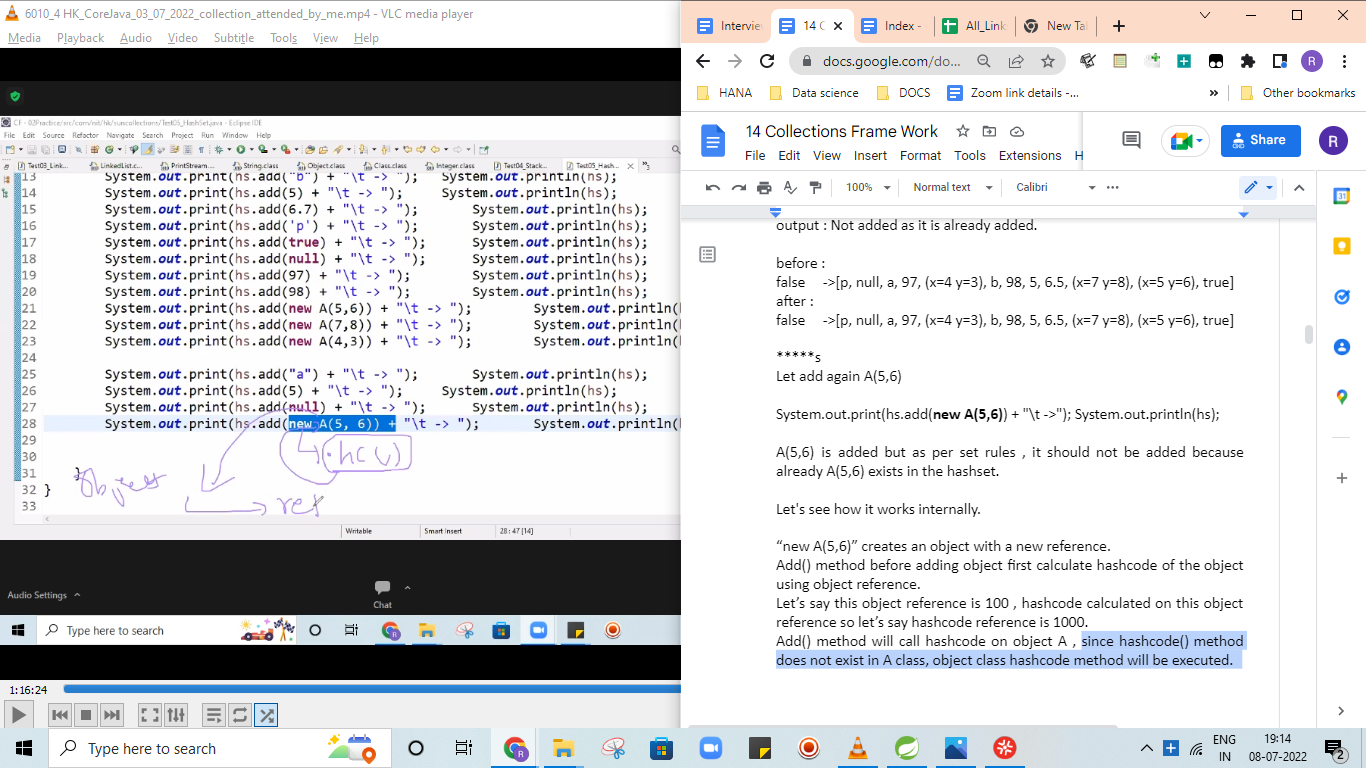 6010_4 HK_CoreJava_03_07_2022_collection_attended_by_me.mp4 - VLC media player
Media Playback Audio Video Subtitle Tools View Help
CF - 02Practice/src/com/nit/hk/suncollections/Test05_HashSet.java - Eclipse IDE
File Edit Source Refactor Navigate Search Project Run Window Help
Test03_Link... LinkedList.c... PrintStream... String.class Object.class Class.class Integer.class Test04_Stack... Test05_Hash...
13 System.out.print(hs.add("b") + "\t -> "); System.out.println(hs);
14 System.out.print(hs.add(5) + "\t -> "); System.out.println(hs);
15 System.out.print(hs.add(6.7) + "\t -> "); System.out.println(hs);
16 System.out.print(hs.add('p') + "\t -> "); System.out.println(hs);
17 System.out.print(hs.add(true) + "\t -> "); System.out.println(hs);
18 System.out.print(hs.add(null) + "\t -> "); System.out.println(hs);
19 System.out.print(hs.add(97) + "\t -> "); System.out.println(hs);
20 System.out.print(hs.add(98) + "\t -> "); System.out.println(hs);
21 System.out.print(hs.add(new A(5,6)) + "\t -> "); System.out.println(
22 System.out.print(hs.add(new A(7,8)) + "\t -> "); System.out.println(
23 System.out.print(hs.add(new A(4,3)) + "\t -> "); System.out.println(
24
25 System.out.print(hs.add("a") + "\t -> "); System.out.println(hs);
26 System.out.print(hs.add(5) + "\t -> "); System.out.println(hs);
27 System.out.print(hs.add(null) + "\t -> "); System.out.println(hs);
28 System.out.print(hs.add(new A(5, 6)) + "\t -> "); System.out.println(
29
30
31 }
32 }
33
.hc()
Object
ref
Writable Smart Insert 28 : 47 [14]
Audio Settings
Chat
Type here to search
1:16:24
Interview
14 C
Index -
All_Link
New Ta
docs.google.com/do...
R
HANA Data science DOCS Zoom link details -... » Other bookmarks
14 Collections Frame Work
File Edit View Insert Format Tools Extensions H
Share
R
100% Normal text Calibri
output : Not added as it is already added.
before :
false ->[p, null, a, 97, (x=4 y=3), b, 98, 5, 6.5, (x=7 y=8), (x=5 y=6), true]
after :
false ->[p, null, a, 97, (x=4 y=3), b, 98, 5, 6.5, (x=7 y=8), (x=5 y=6), true]
*****s
Let add again A(5,6)
System.out.print(hs.add(new A(5,6)) + "\t ->"); System.out.println(hs);
A(5,6) is added but as per set rules , it should not be added because
already A(5,6) exists in the hashset.
Let's see how it works internally.
“new A(5,6)” creates an object with a new reference.
Add() method before adding object first calculate hashcode of the object
using object reference.
Let’s say this object reference is 100 , hashcode calculated on this object
reference so let’s say hashcode reference is 1000.
Add() method will call hashcode on object A , since hashcode() method
does not exist in A class, object class hashcode method will be executed.
Type here to search
ENG
IN
19:14
08-07-2022
2